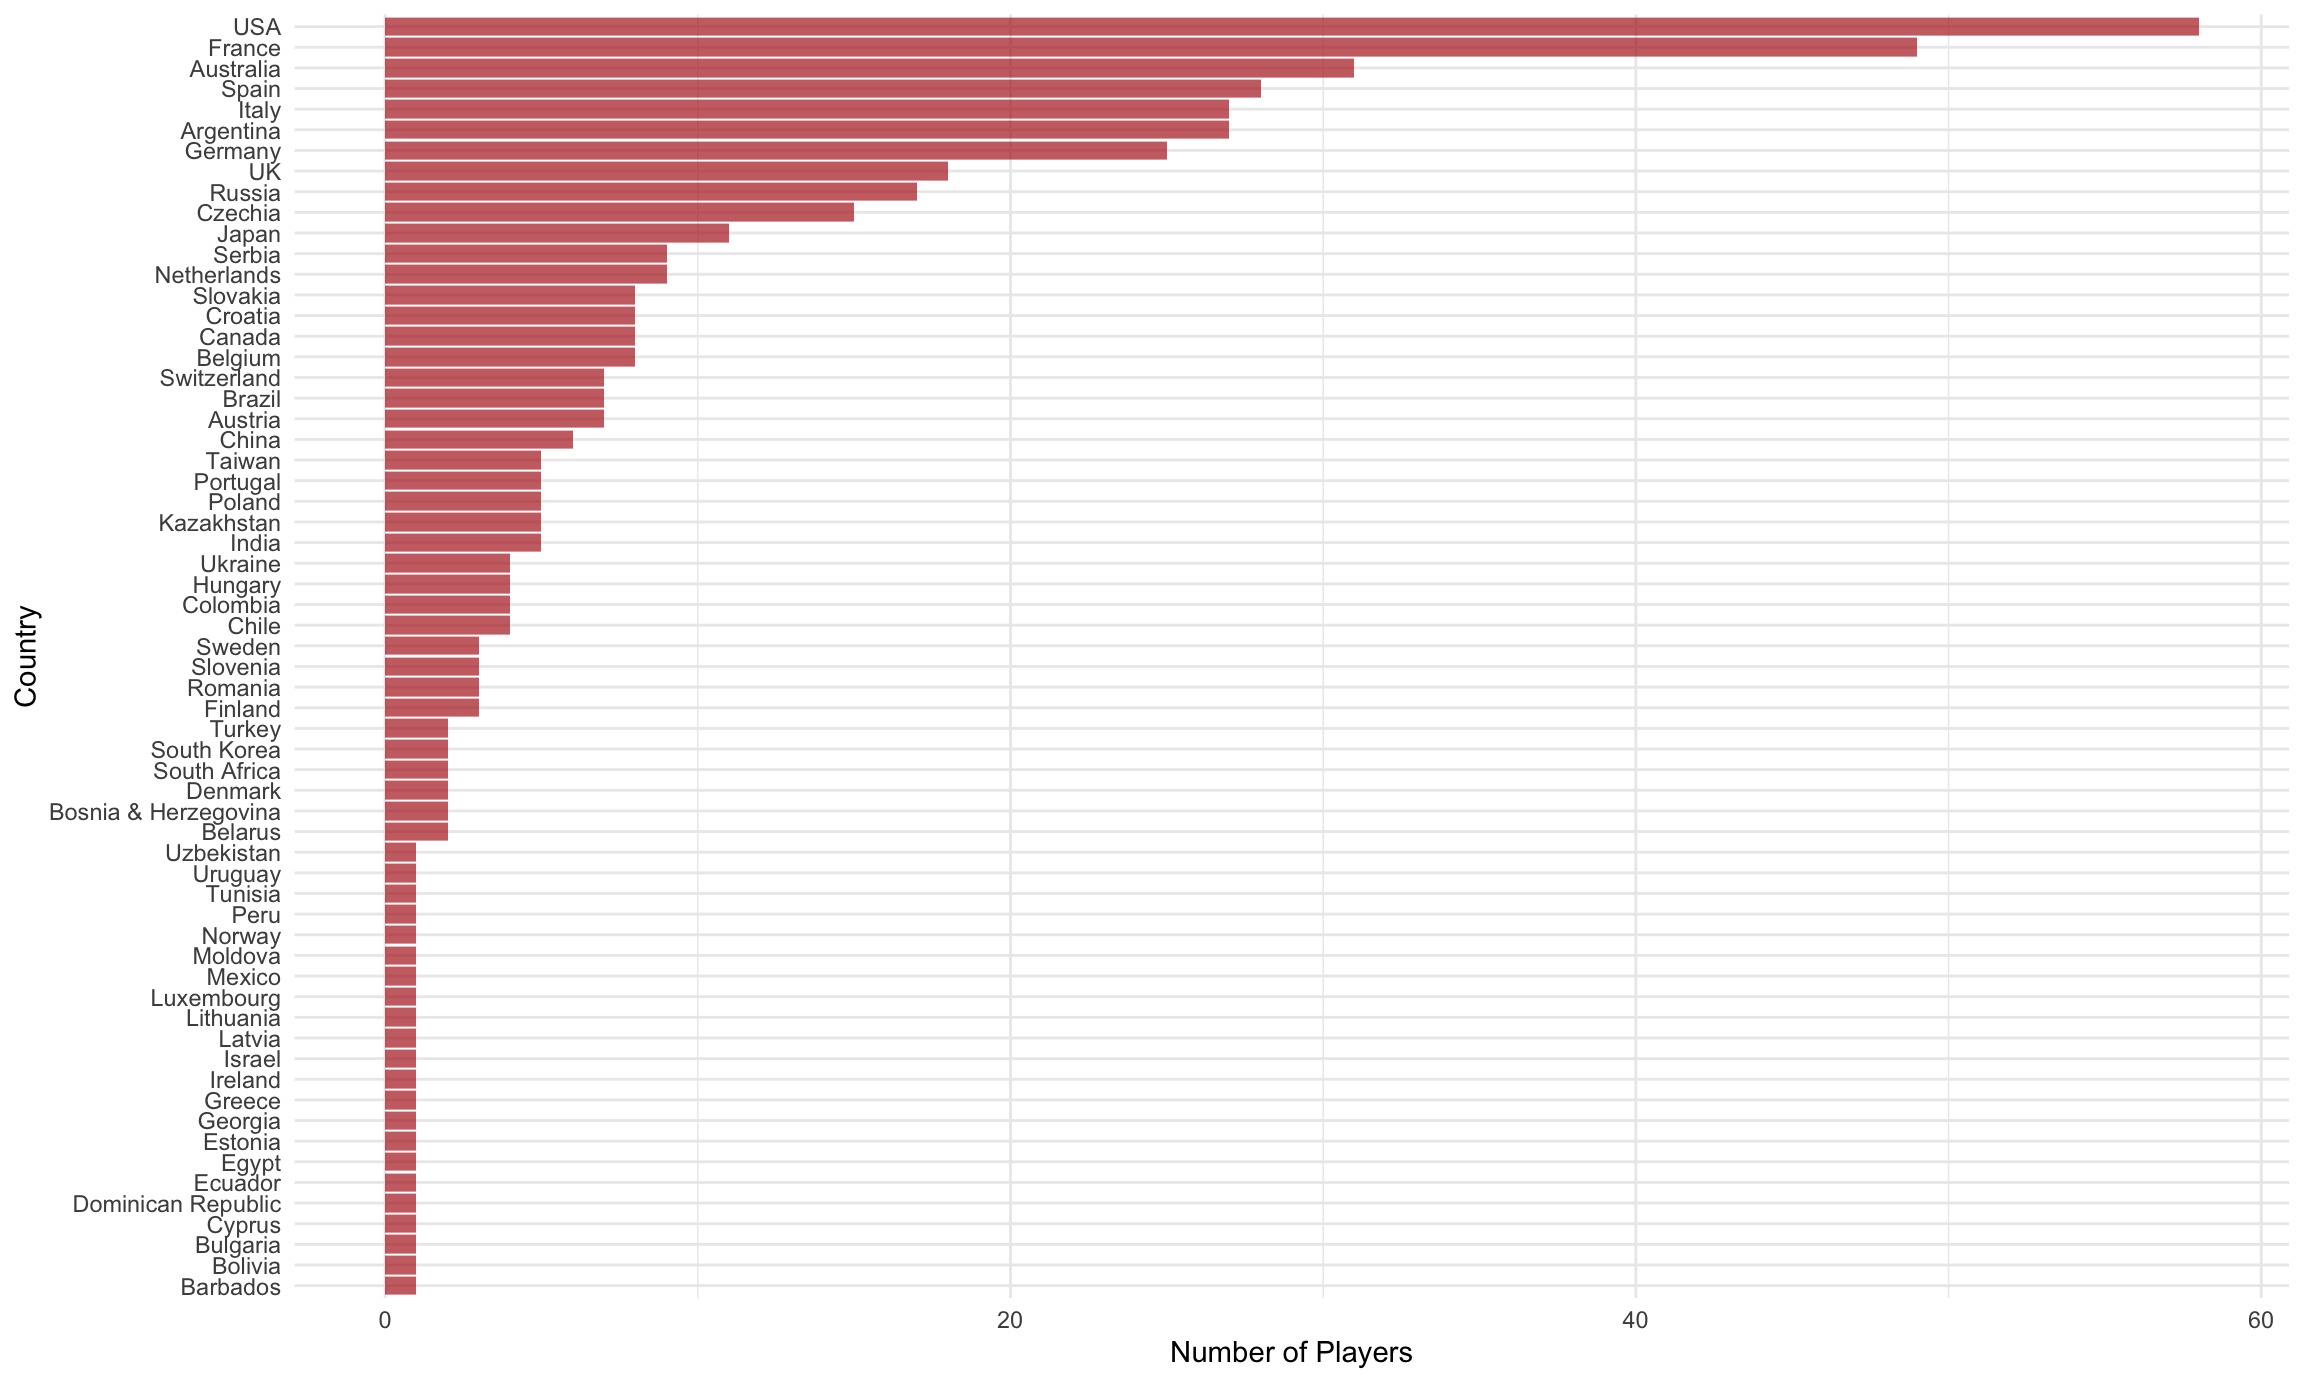 USA
France
Australia
Spain
Italy
Argentina
Germany
UK
Russia
Czechia
Japan
Serbia
Netherlands
Slovakia
Croatia
Canada
Belgium
Switzerland
Brazil
Austria
China
Taiwan
Portugal
Poland
Kazakhstan
India
Ukraine
Hungary
Colombia
Chile
Sweden
Slovenia
Romania
Finland
Turkey
South Korea
South Africa
Denmark
Bosnia & Herzegovina
Belarus
Uzbekistan
Uruguay
Tunisia
Peru
Norway
Moldova
Mexico
Luxembourg
Lithuania
Latvia
Israel
Ireland
Greece
Georgia
Estonia
Egypt
Ecuador
Dominican Republic
Cyprus
Bulgaria
Bolivia
Barbados
Country
0 20 40 60
Number of Players